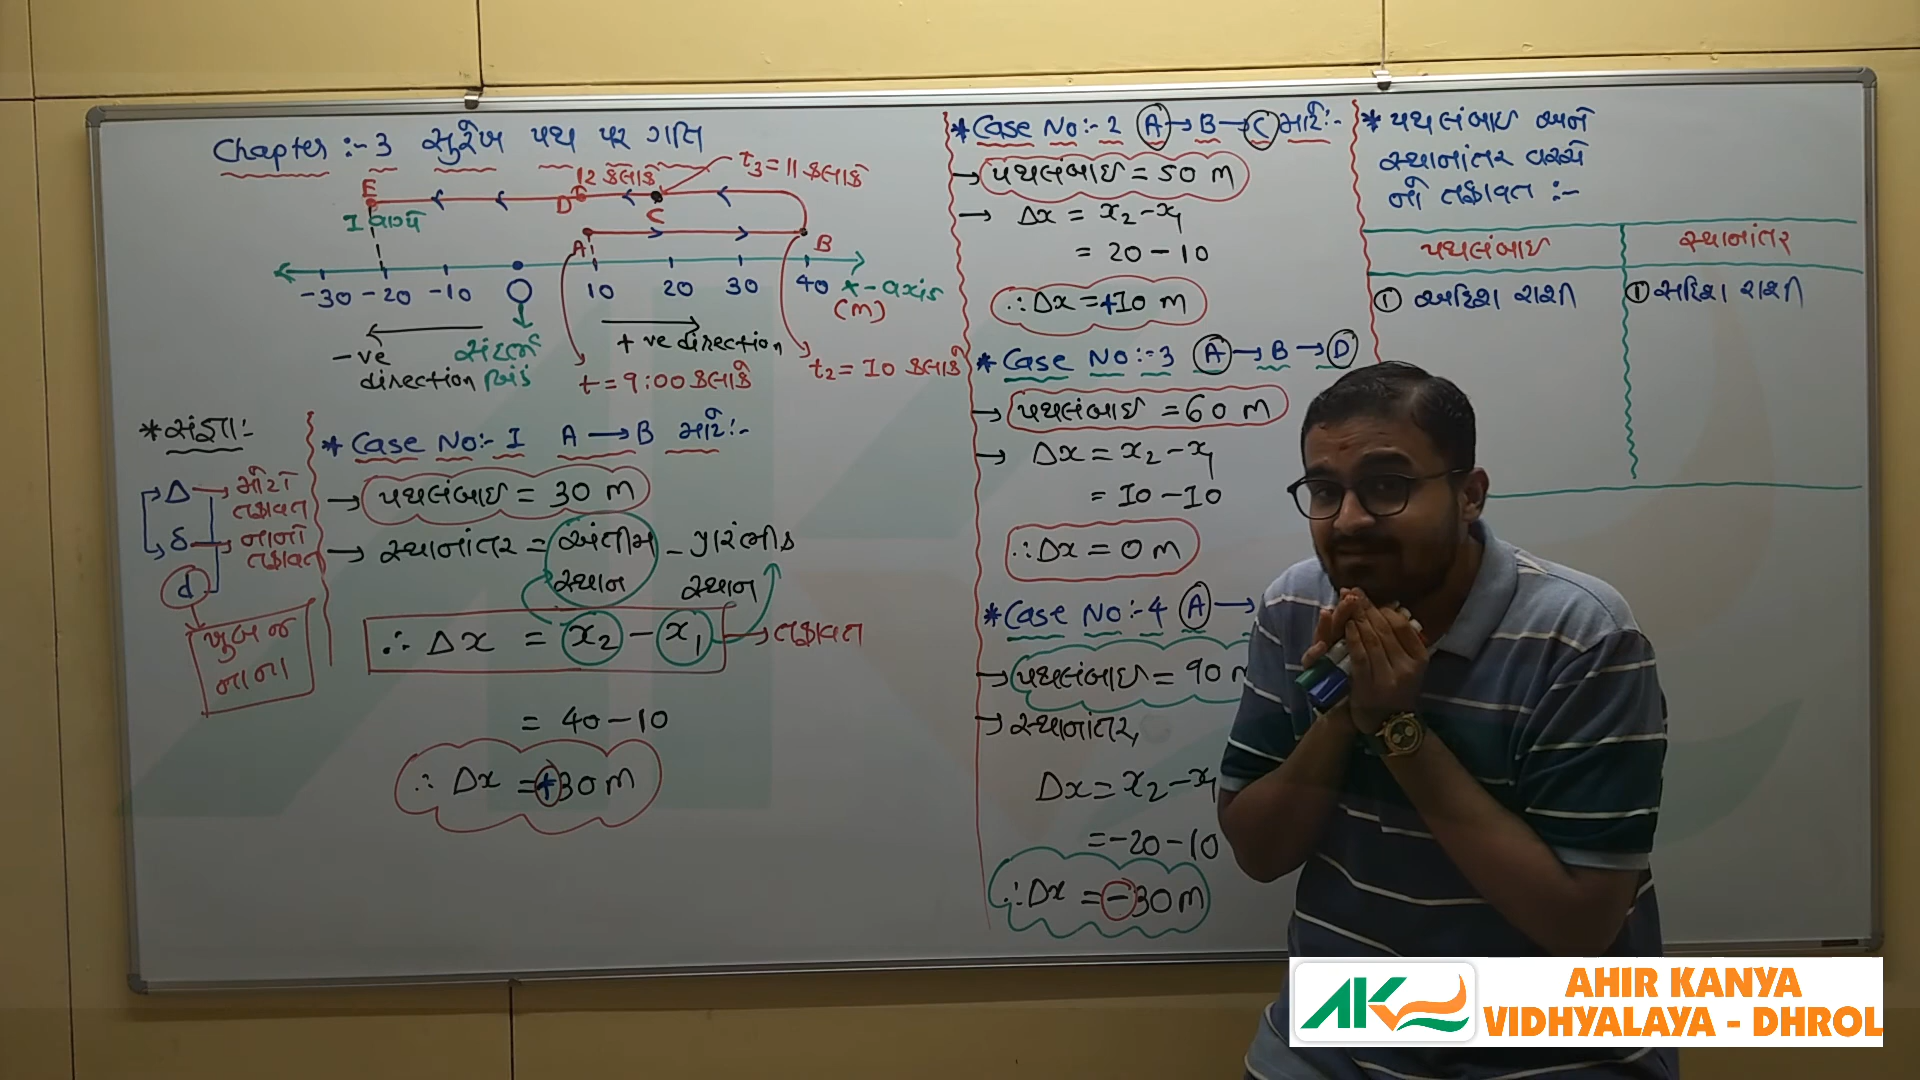 Chapter :- 3 સુરેખ પથ પર ગતિ
E
12 કલાકે
t₃ = 11 કલાકે
D
C
1 વાગ્યે
A
B
-30 -20 -10 O 10 20 30 40 x-axis
(m)
-ve
direction
સંદર્ભ
બિંદુ
+ve direction
t = 9:00 કલાકે
t₂ = 10 કલાકે
* સંજ્ઞા :-
Δ → મોટો
તફાવત
δ → નાનો
તફાવત
d
ખુબ જ
નાના
* Case No :- 1 A → B માટે :-
→ પથલંબાઈ = 30 m
→ સ્થાનાંતર = અંતીમ - પ્રારંભીક
સ્થાન સ્થાન
∴ Δx = x₂ - x₁ → તફાવત
= 40 - 10
∴ Δx = +30 m
* Case No :- 2 A → B → C માટે :-
→ પથલંબાઈ = 50 m
→ Δx = x₂ - x₁
= 20 - 10
∴ Δx = +10 m
* Case No :- 3 A → B → D
→ પથલંબાઈ = 60 m
→ Δx = x₂ - x₁
= 10 - 10
∴ Δx = 0 m
* Case No :- 4 A →
→ પથલંબાઈ = 90 m
→ સ્થાનાંતર,
Δx = x₂ - x₁
= -20 - 10
∴ Δx = -30 m
* પથલંબાઈ અને
સ્થાનાંતર વચ્ચે
નો તફાવત :-
પથલંબાઈ સ્થાનાંતર
① અદિશ રાશી ① સદિશ રાશી
AK
AHIR KANYA
VIDHYALAYA - DHROL